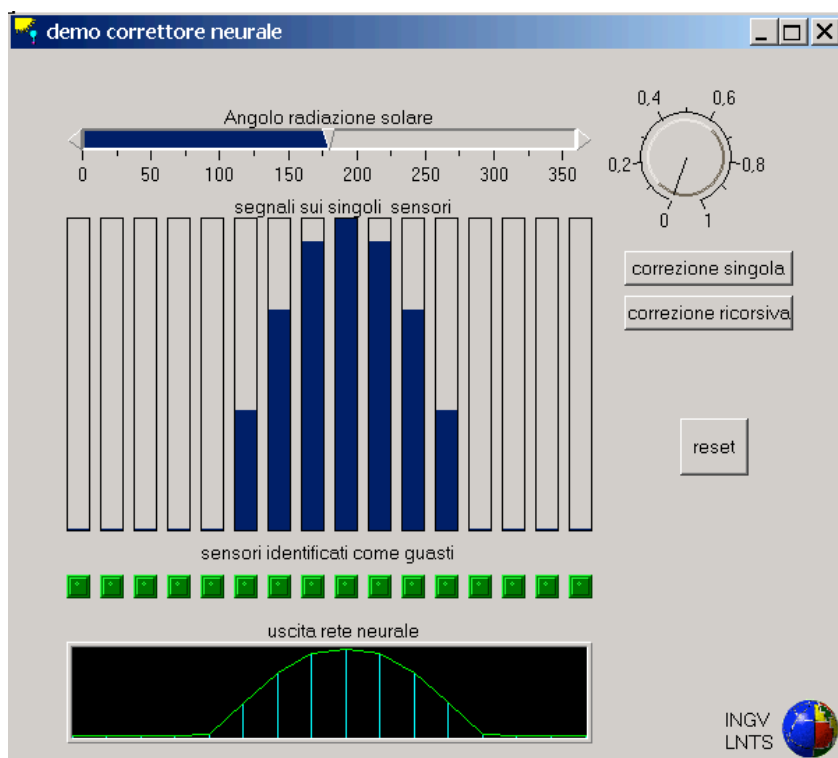 demo correttore neurale
Angolo radiazione solare
0 50 100 150 200 250 300 350
0,4 0,6
0,2 0,8
0 1
segnali sui singoli sensori
correzione singola
correzione ricorsiva
reset
sensori identificati come guasti
uscita rete neurale
INGV
LNTS